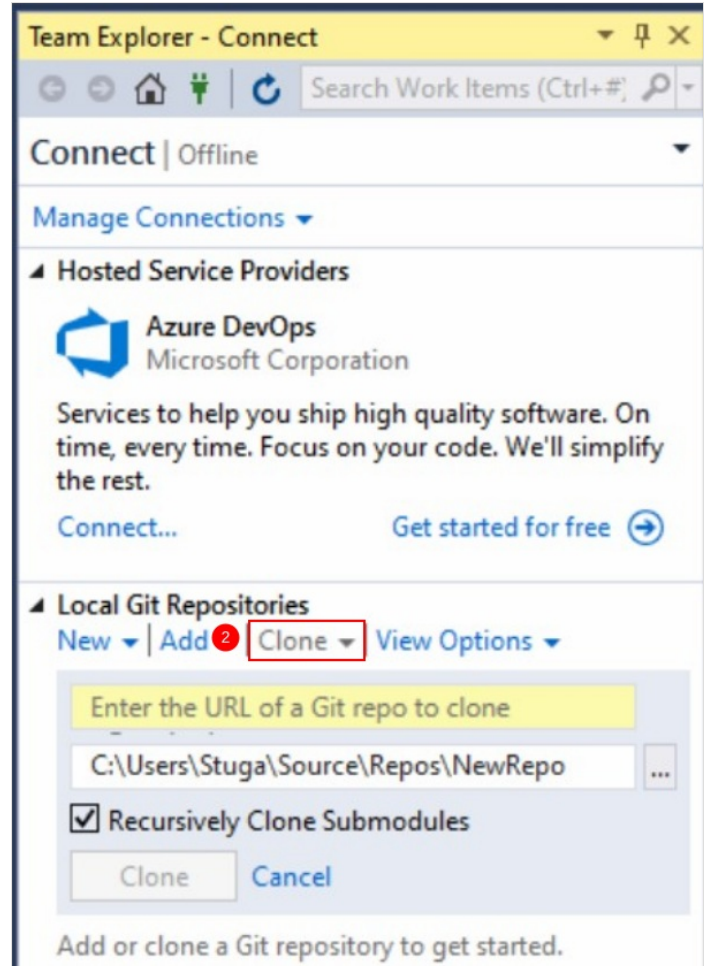 Team Explorer - Connect
Search Work Items (Ctrl+#)
Connect | Offline
Manage Connections
Hosted Service Providers
Azure DevOps
Microsoft Corporation
Services to help you ship high quality software. On
time, every time. Focus on your code. We'll simplify
the rest.
Connect... Get started for free
Local Git Repositories
New | Add 2 Clone | View Options
Enter the URL of a Git repo to clone
C:\Users\Stuga\Source\Repos\NewRepo ...
Recursively Clone Submodules
Clone Cancel
Add or clone a Git repository to get started.